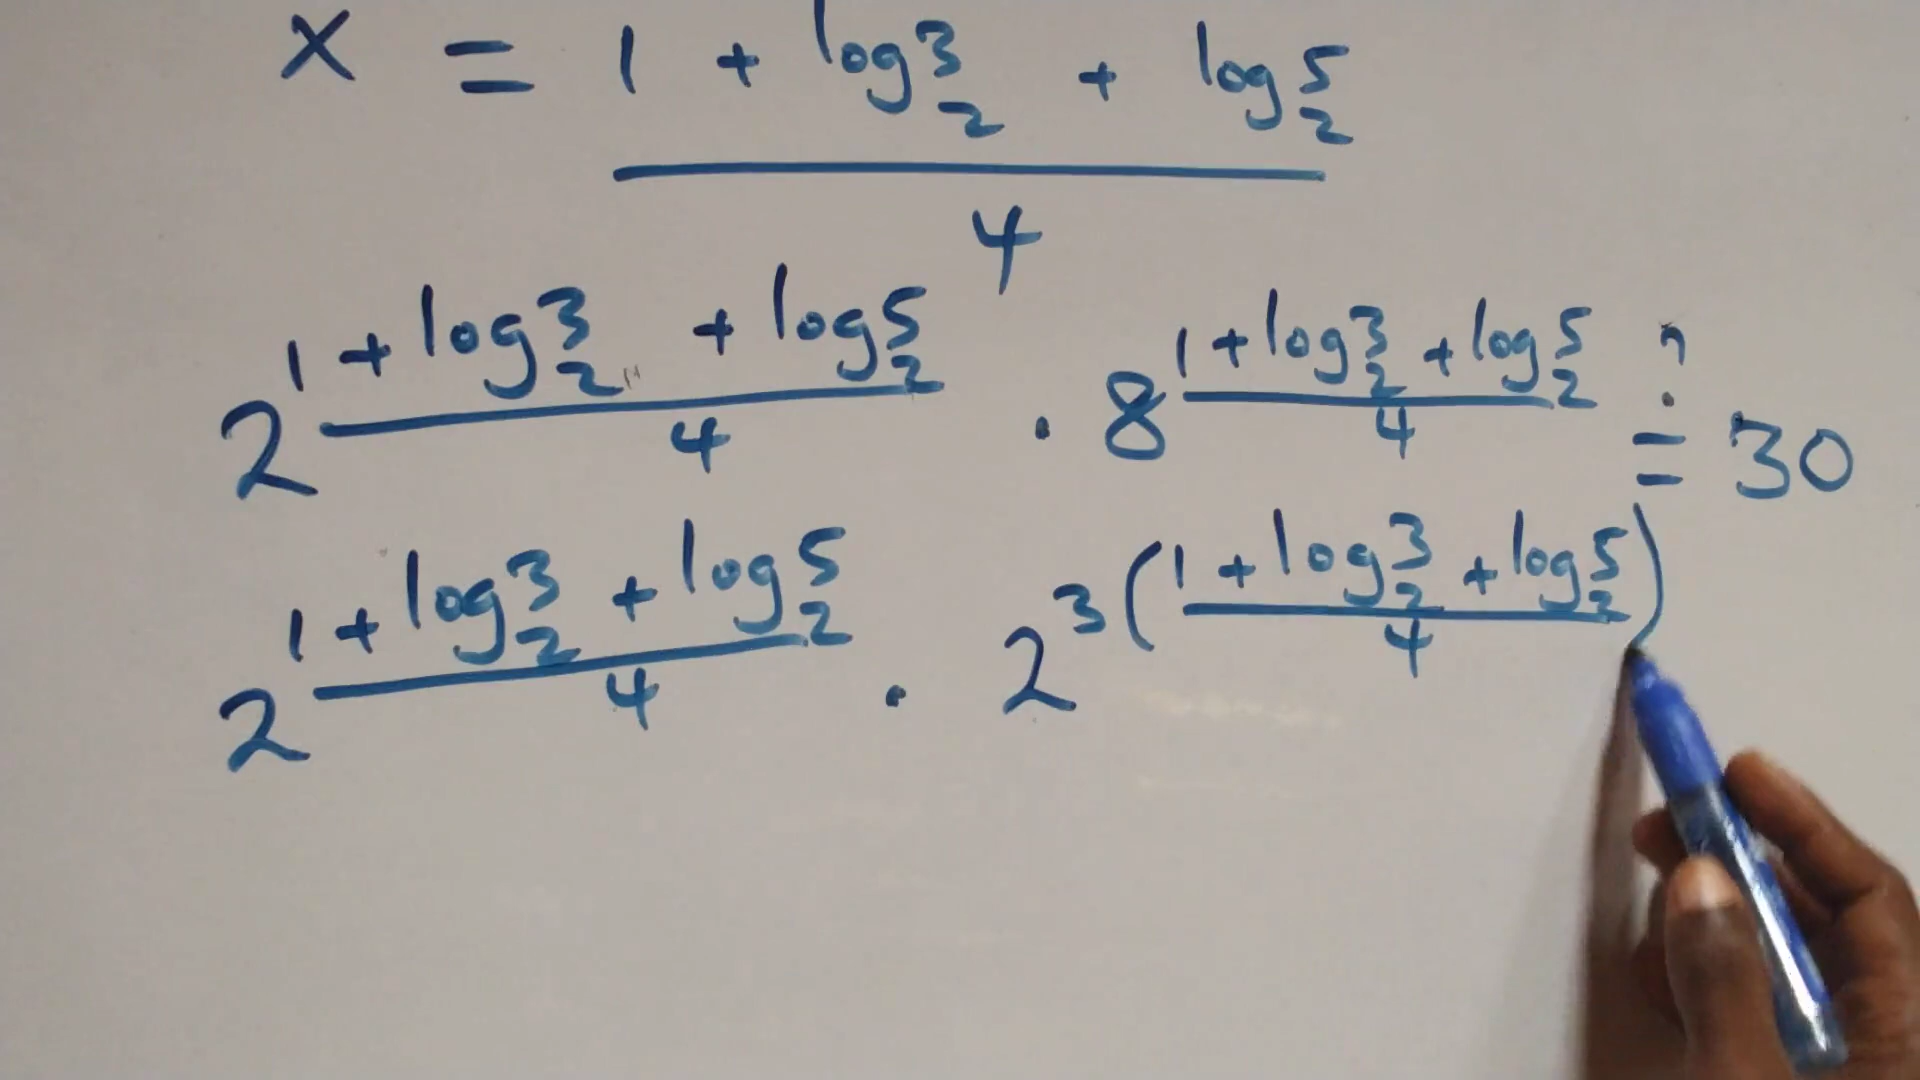 x = (1 + log₂3 + log₂5)/4
2^((1 + log₂3 + log₂5)/4) · 8^((1 + log₂3 + log₂5)/4) ≟ 30
2^((1 + log₂3 + log₂5)/4) · 2^(3((1 + log₂3 + log₂5)/4))